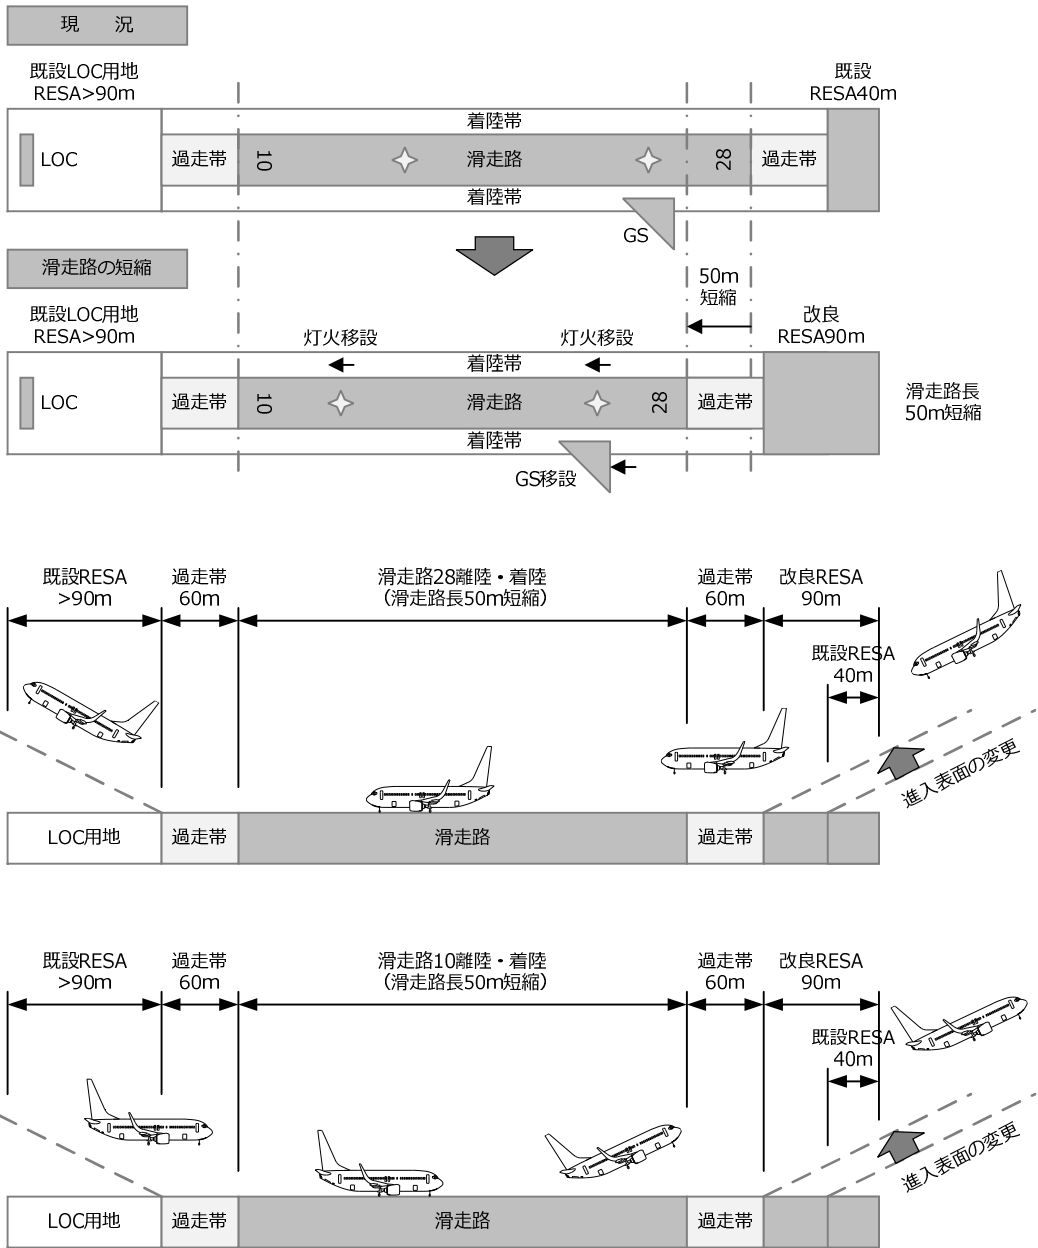 現　況
既設LOC用地
RESA>90m
既設
RESA40m
着陸帯
LOC
過走帯
10
滑走路
28
過走帯
着陸帯
GS
滑走路の短縮
50m
短縮
既設LOC用地
RESA>90m
灯火移設
灯火移設
改良
RESA90m
着陸帯
LOC
過走帯
10
滑走路
28
過走帯
滑走路長
50m短縮
着陸帯
GS移設
既設RESA
>90m
過走帯
60m
滑走路28離陸・着陸
（滑走路長50m短縮）
過走帯
60m
改良RESA
90m
既設RESA
40m
進入表面の変更
LOC用地
過走帯
滑走路
過走帯
既設RESA
>90m
過走帯
60m
滑走路10離陸・着陸
（滑走路長50m短縮）
過走帯
60m
改良RESA
90m
既設RESA
40m
進入表面の変更
LOC用地
過走帯
滑走路
過走帯